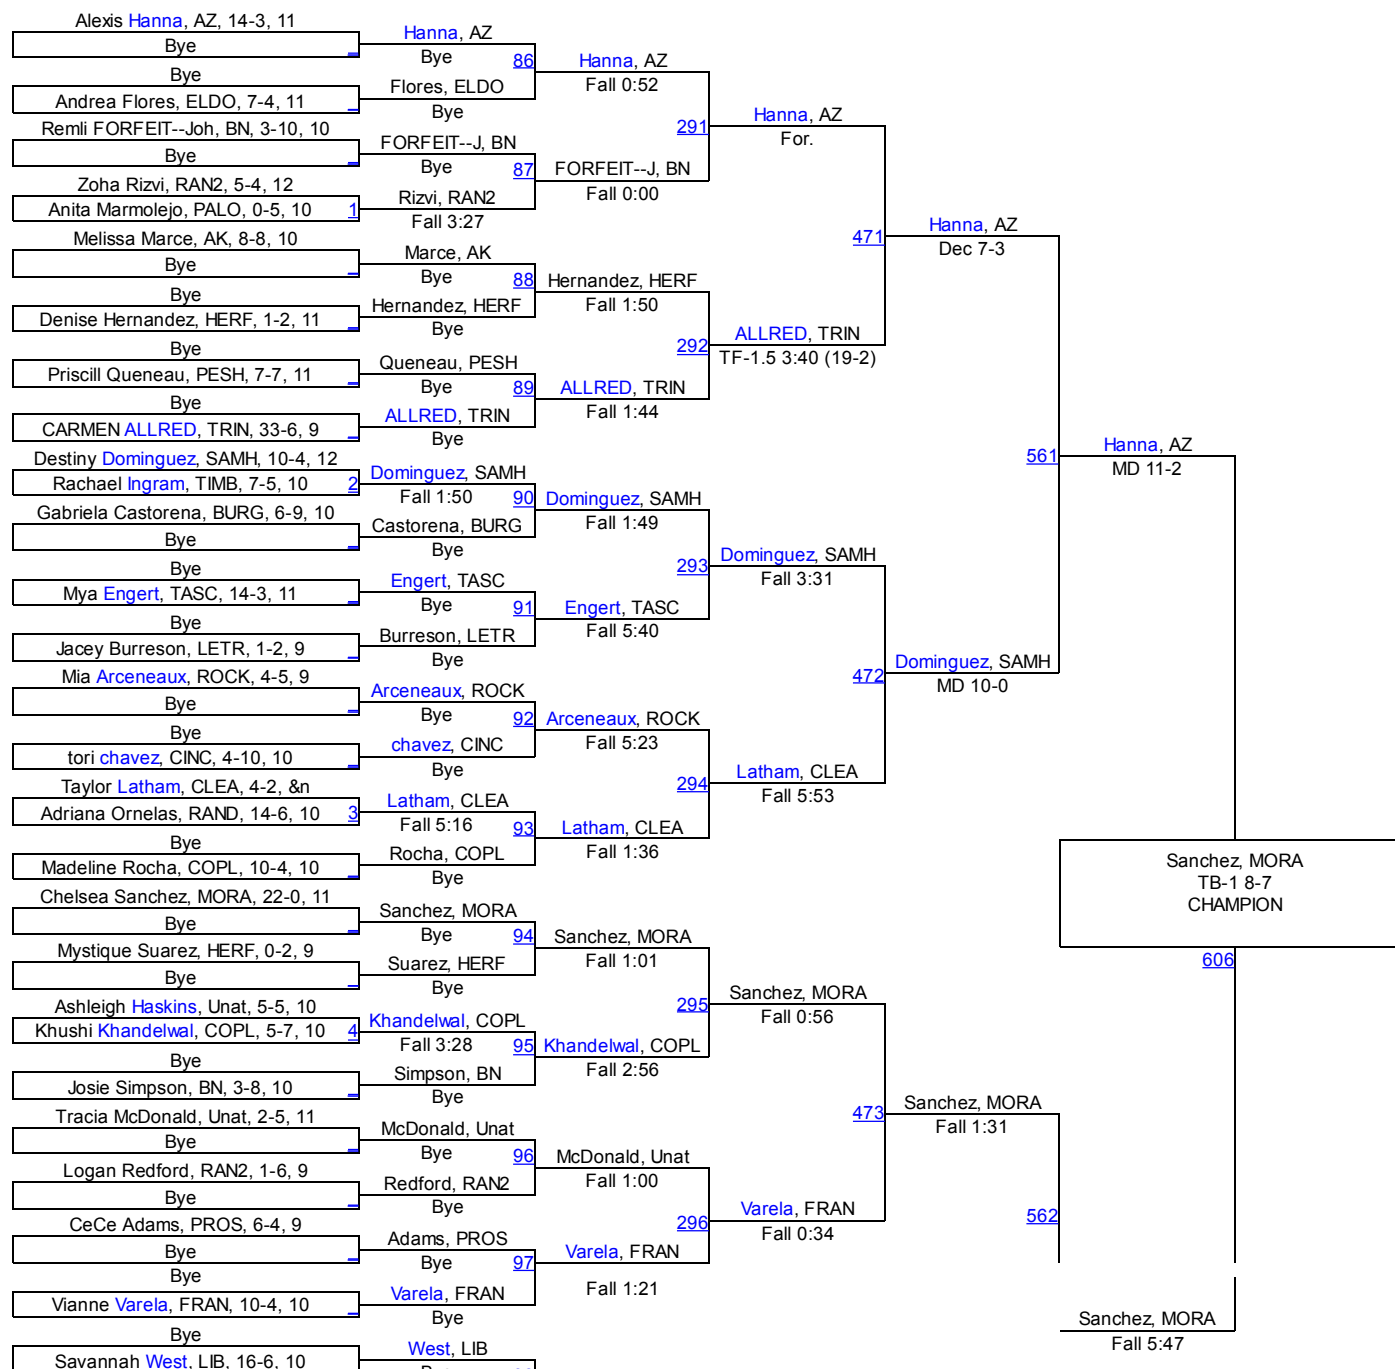 Alexis Hanna, AZ, 14-3, 11
Bye
Bye
Andrea Flores, ELDO, 7-4, 11
Remli FORFEIT--Joh, BN, 3-10, 10
Bye
Zoha Rizvi, RAN2, 5-4, 12
Anita Marmolejo, PALO, 0-5, 10 1
Melissa Marce, AK, 8-8, 10
Bye
Bye
Denise Hernandez, HERF, 1-2, 11
Bye
Priscill Queneau, PESH, 7-7, 11
Bye
CARMEN ALLRED, TRIN, 33-6, 9
Destiny Dominguez, SAMH, 10-4, 12
Rachael Ingram, TIMB, 7-5, 10 2
Gabriela Castorena, BURG, 6-9, 10
Bye
Bye
Mya Engert, TASC, 14-3, 11
Bye
Jacey Burreson, LETR, 1-2, 9
Mia Arceneaux, ROCK, 4-5, 9
Bye
Bye
tori chavez, CINC, 4-10, 10
Taylor Latham, CLEA, 4-2, &n
Adriana Ornelas, RAND, 14-6, 10 3
Bye
Madeline Rocha, COPL, 10-4, 10
Chelsea Sanchez, MORA, 22-0, 11
Bye
Mystique Suarez, HERF, 0-2, 9
Bye
Ashleigh Haskins, Unat, 5-5, 10
Khushi Khandelwal, COPL, 5-7, 10 4
Bye
Josie Simpson, BN, 3-8, 10
Tracia McDonald, Unat, 2-5, 11
Bye
Logan Redford, RAN2, 1-6, 9
Bye
CeCe Adams, PROS, 6-4, 9
Bye
Bye
Vianne Varela, FRAN, 10-4, 10
Bye
Savannah West, LIB, 16-6, 10
Hanna, AZ
Bye 86
Flores, ELDO
Bye
FORFEIT--J, BN
Bye 87
Rizvi, RAN2
Fall 3:27
Marce, AK
Bye 88
Hernandez, HERF
Bye
Queneau, PESH
Bye 89
ALLRED, TRIN
Bye
Dominguez, SAMH
Fall 1:50 90
Castorena, BURG
Bye
Engert, TASC
Bye 91
Burreson, LETR
Bye
Arceneaux, ROCK
Bye 92
chavez, CINC
Bye
Latham, CLEA
Fall 5:16 93
Rocha, COPL
Bye
Sanchez, MORA
Bye 94
Suarez, HERF
Bye
Khandelwal, COPL
Fall 3:28 95
Simpson, BN
Bye
McDonald, Unat
Bye 96
Redford, RAN2
Bye
Adams, PROS
Bye 97
Varela, FRAN
Bye
West, LIB
Hanna, AZ
Fall 0:52
291
FORFEIT--J, BN
Fall 0:00
Hernandez, HERF
Fall 1:50
292
ALLRED, TRIN
Fall 1:44
Dominguez, SAMH
Fall 1:49
293
Engert, TASC
Fall 5:40
Arceneaux, ROCK
Fall 5:23
294
Latham, CLEA
Fall 1:36
Sanchez, MORA
Fall 1:01
295
Khandelwal, COPL
Fall 2:56
McDonald, Unat
Fall 1:00
296
Varela, FRAN
Fall 1:21
Hanna, AZ
For.
471
ALLRED, TRIN
TF-1.5 3:40 (19-2)
Dominguez, SAMH
Fall 3:31
472
Latham, CLEA
Fall 5:53
Sanchez, MORA
Fall 0:56
473
Varela, FRAN
Fall 0:34
Hanna, AZ
Dec 7-3
561
Dominguez, SAMH
MD 10-0
Sanchez, MORA
Fall 1:31
562
Hanna, AZ
MD 11-2
Sanchez, MORA
TB-1 8-7
CHAMPION
606
Sanchez, MORA
Fall 5:47